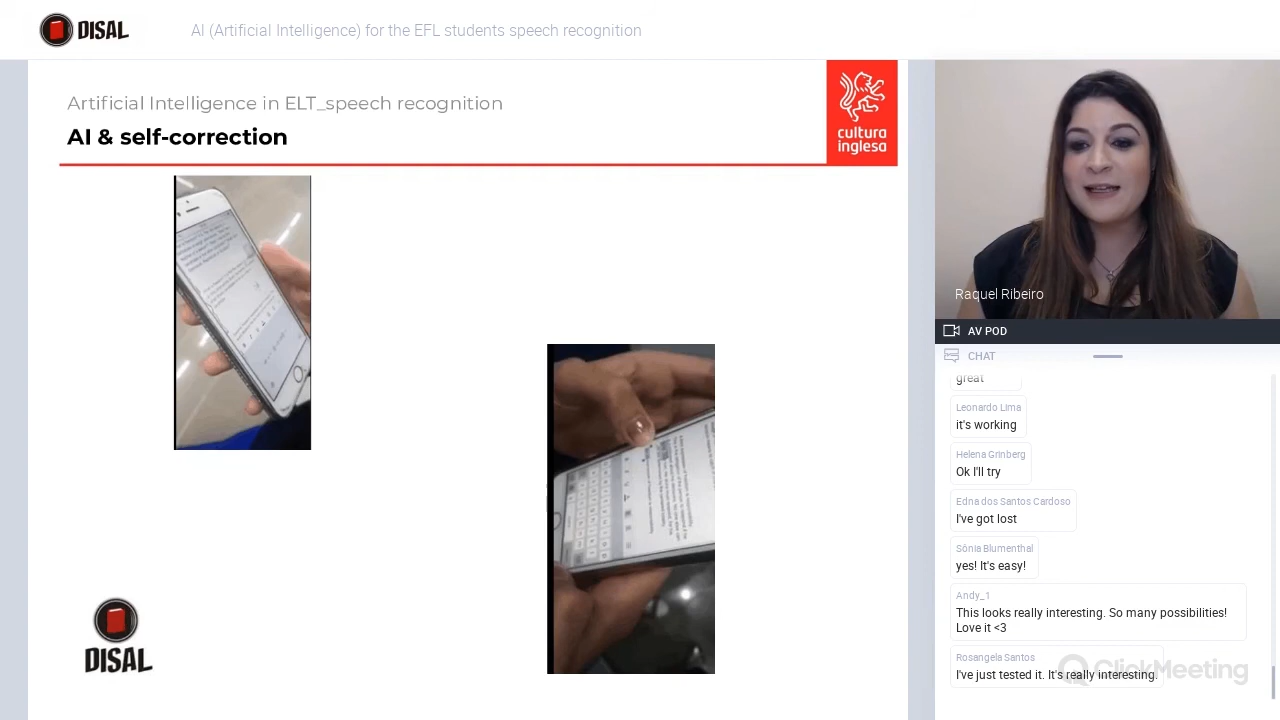 DISAL
AI (Artificial Intelligence) for the EFL students speech recognition
Artificial Intelligence in ELT_speech recognition
AI & self-correction
cultura
inglesa
DISAL
Raquel Ribeiro
AV POD
CHAT
great
Leonardo Lima
it's working
Helena Grinberg
Ok I'll try
Edna dos Santos Cardoso
I've got lost
Sônia Blumenthal
yes! It's easy!
Andy_1
This looks really interesting. So many possibilities!
Love it <3
Rosangela Santos
I've just tested it. It's really interesting.
ClickMeeting